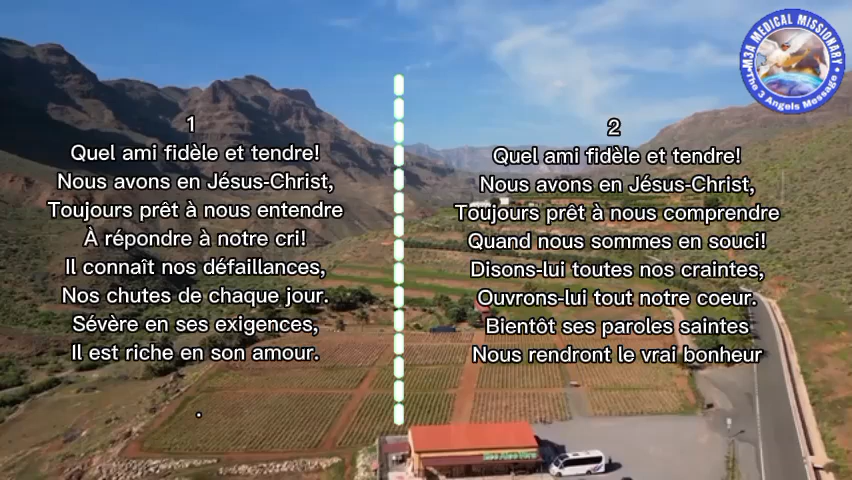 M3A MEDICAL MISSIONARY
The 3 Angels Message
1
Quel ami fidèle et tendre!
Nous avons en Jésus-Christ,
Toujours prêt à nous entendre
À répondre à notre cri!
Il connaît nos défaillances,
Nos chutes de chaque jour.
Sévère en ses exigences,
Il est riche en son amour.
.
2
Quel ami fidèle et tendre!
Nous avons en Jésus-Christ,
Toujours prêt à nous comprendre
Quand nous sommes en souci!
Disons-lui toutes nos craintes,
Ouvrons-lui tout notre coeur.
Bientôt ses paroles saintes
Nous rendront le vrai bonheur